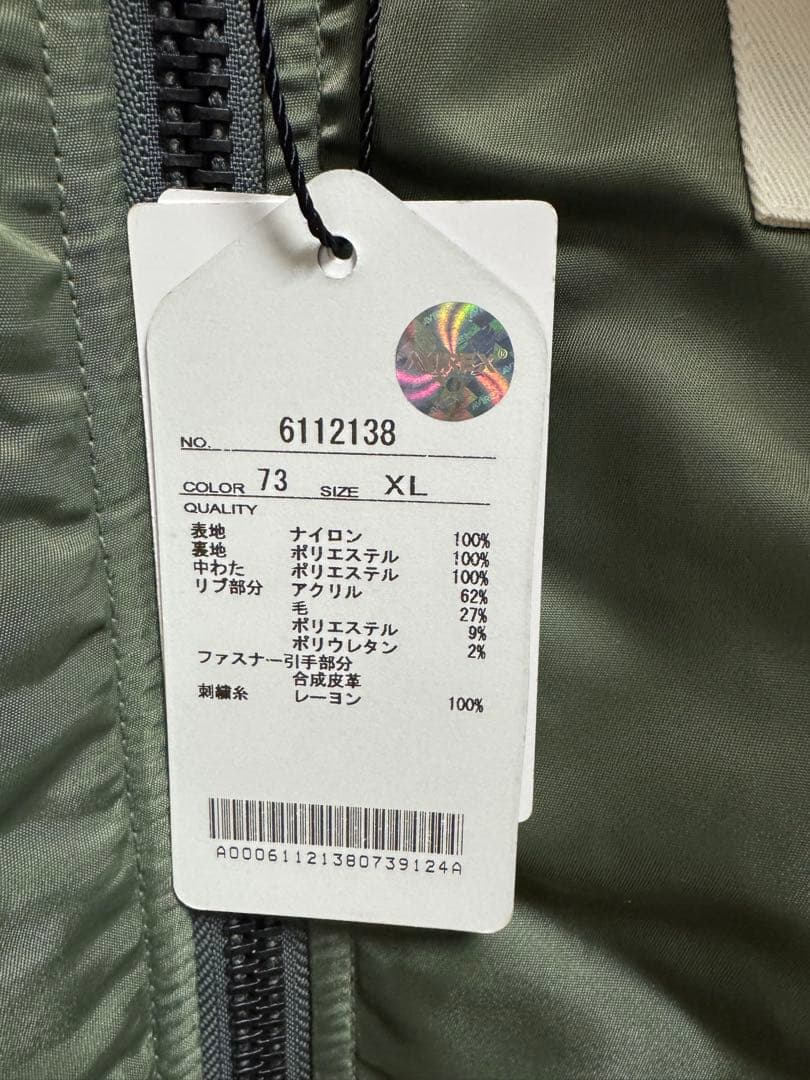 AVIREX®
NO. 6112138
COLOR 73 SIZE XL
QUALITY
表地 ナイロン 100%
裏地 ポリエステル 100%
中わた ポリエステル 100%
リブ部分 アクリル 62%
毛 27%
ポリエステル 9%
ポリウレタン 2%
ファスナー引手部分
合成皮革
刺繍糸 レーヨン 100%
A00061121380739124A